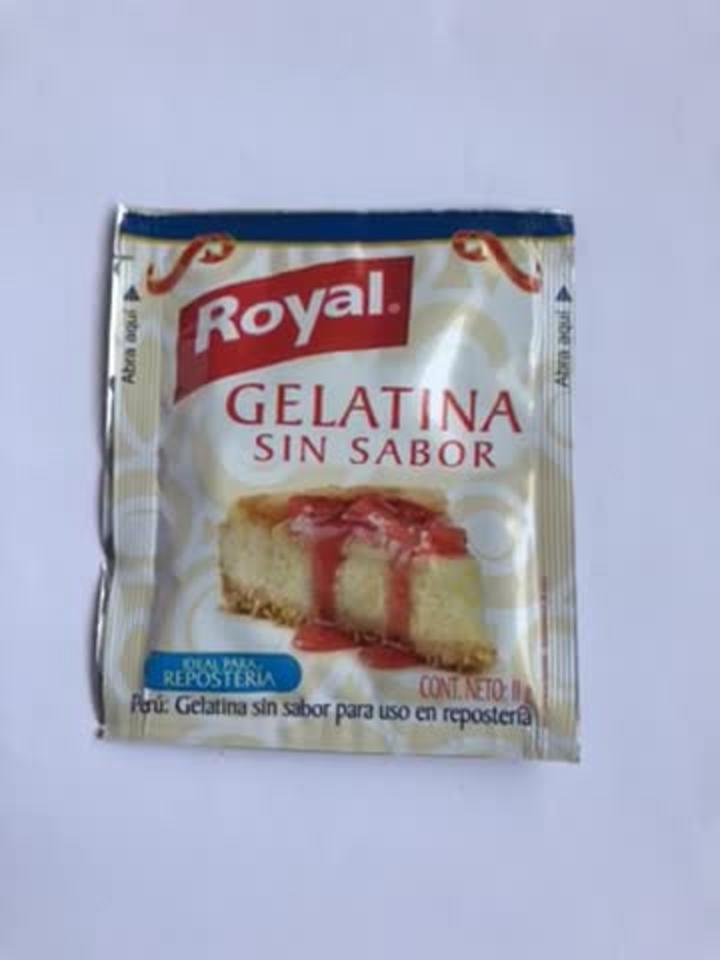 Royal®
GELATINA
SIN SABOR
Abra aquí
Abra aquí
IDEAL PARA
REPOSTERÍA
CONT. NETO:
Perú: Gelatina sin sabor para uso en repostería